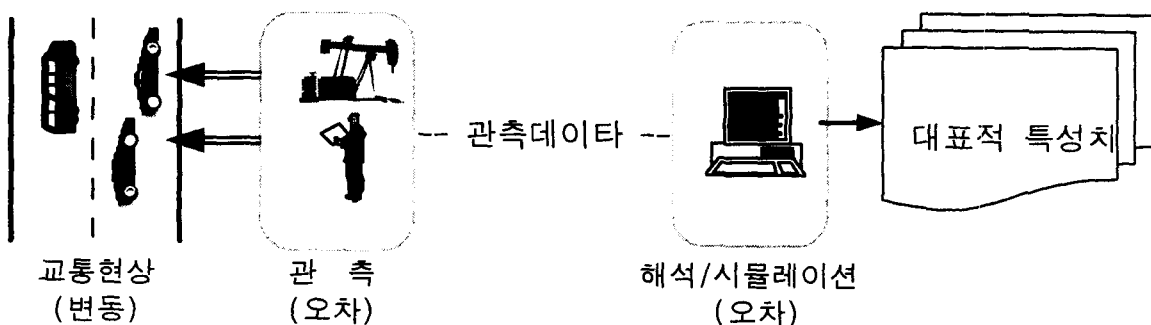 관측데이타
대표적 특성치
교통현상
(변동)
관 측
(오차)
해석/시뮬레이션
(오차)